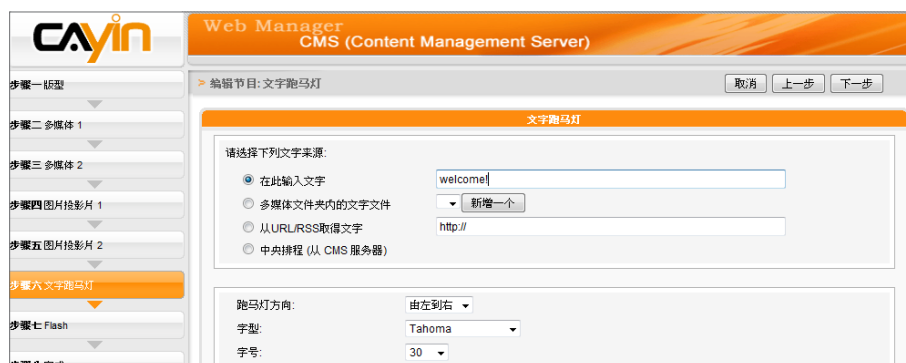 CAYIN
Web Manager
CMS (Content Management Server)
步骤一 版型
> 编辑节目:文字跑马灯
取消
上一步
下一步
步骤二 多媒体 1
步骤三 多媒体 2
步骤四 图片投影片 1
步骤五 图片投影片 2
步骤六 文字跑马灯
步骤七 Flash
文字跑马灯
请选择下列文字来源:
在此输入文字 welcome!
多媒体文件夹内的文字文件 新增一个
从URL/RSS取得文字 http://
中央排程 (从 CMS 服务器)
跑马灯方向: 由左到右
字型: Tahoma
字号: 30